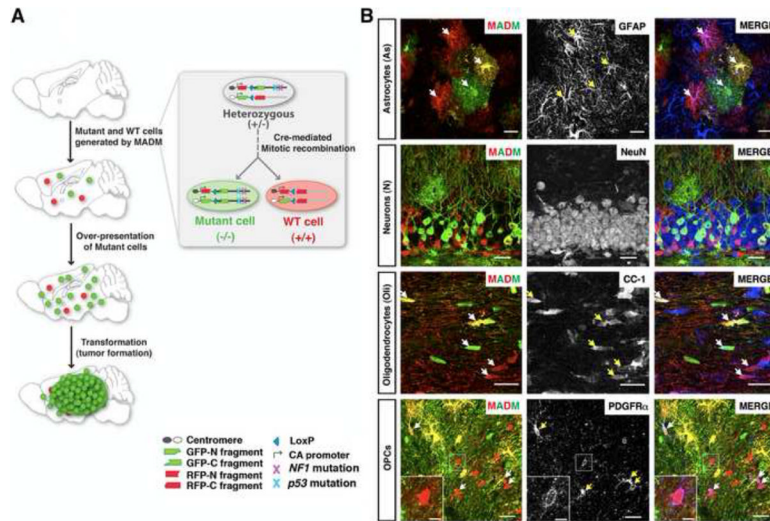 A
Mutant and WT cells
generated by MADM
Over-presentation
of Mutant cells
Transformation
(tumor formation)
Heterozygous
(+/-)
Cre-mediated
Mitotic recombination
Mutant cell
(-/-)
WT cell
(+/+)
Centromere
GFP-N fragment
GFP-C fragment
RFP-N fragment
RFP-C fragment
LoxP
CA promoter
NF1 mutation
p53 mutation
B
Astrocytes (As)
MADM
GFAP
MERGE
Neurons (N)
MADM
NeuN
MERGE
Oligodendrocytes (Oli)
MADM
CC-1
MERGE
OPCs
MADM
PDGFRα
MERGE